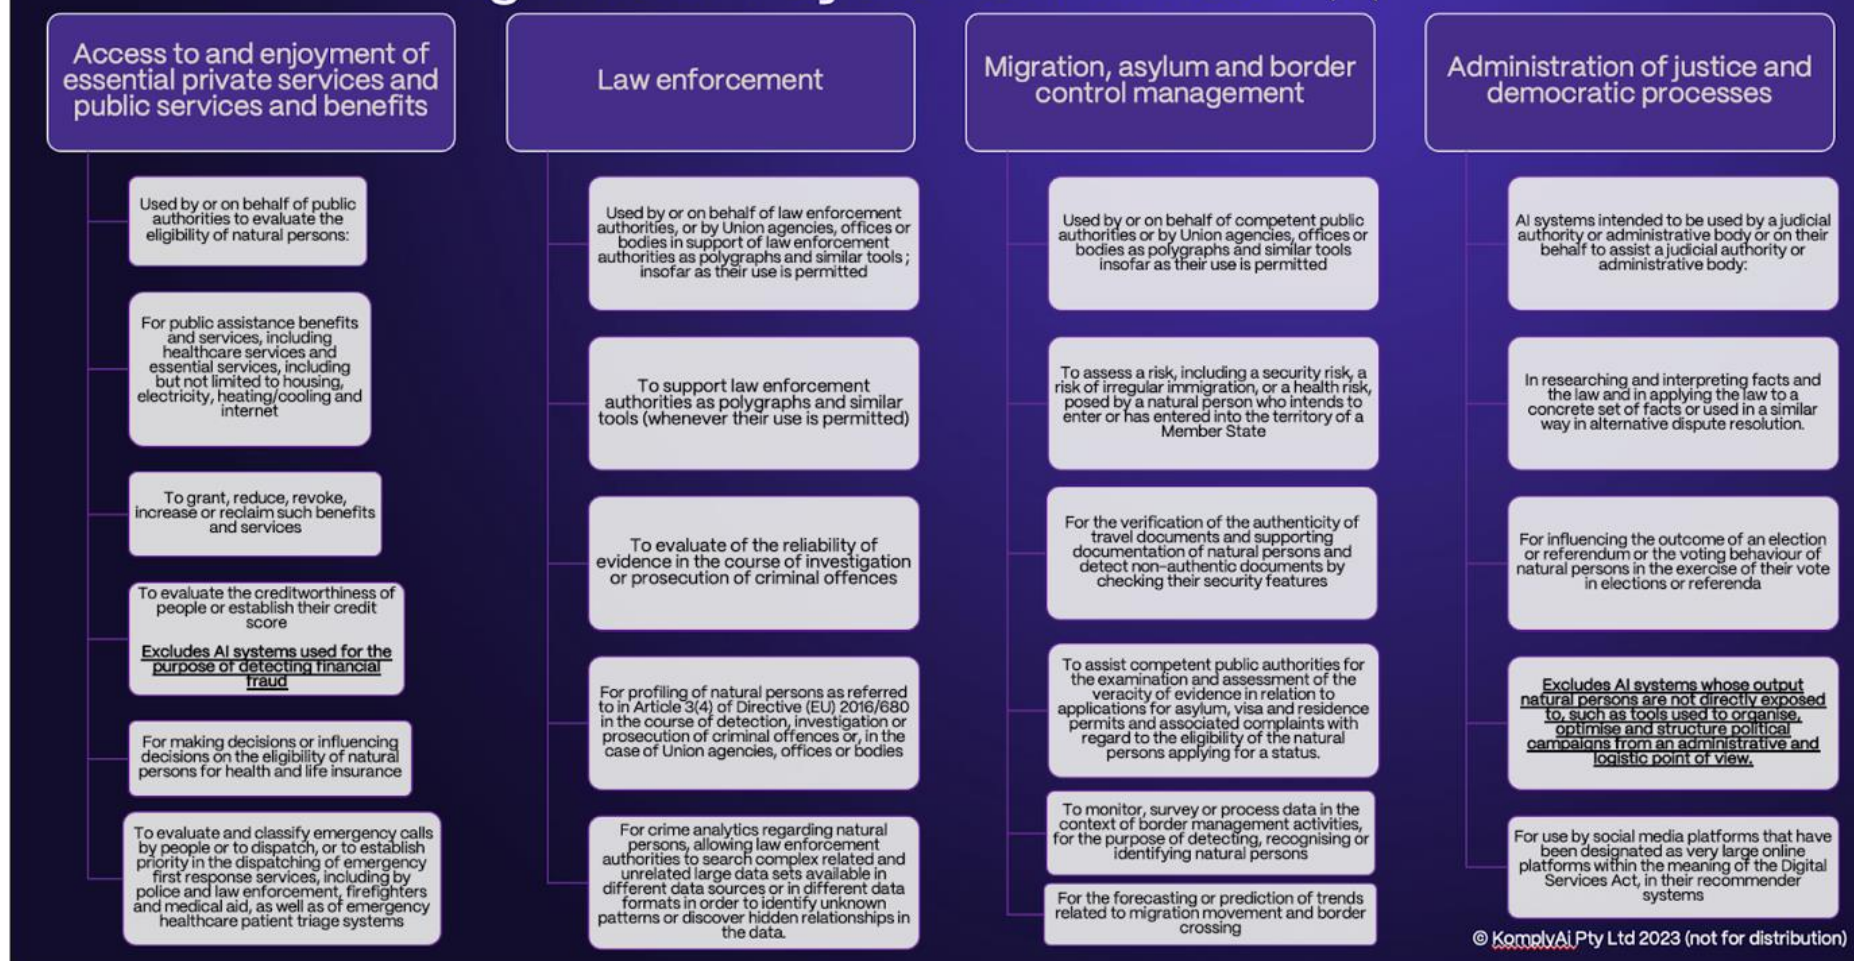 Access to and enjoyment of
essential private services and
public services and benefits
Used by or on behalf of public
authorities to evaluate the
eligibility of natural persons:
For public assistance benefits
and services, including
healthcare services and
essential services, including
but not limited to housing,
electricity, heating/cooling and
internet
To grant, reduce, revoke,
increase or reclaim such benefits
and services
To evaluate the creditworthiness of
people or establish their credit
score
Excludes AI systems used for the
purpose of detecting financial
fraud
For making decisions or influencing
decisions on the eligibility of natural
persons for health and life insurance
To evaluate and classify emergency calls
by people or to dispatch, or to establish
priority in the dispatching of emergency
first response services, including by
police and law enforcement, firefighters
and medical aid, as well as of emergency
healthcare patient triage systems
Law enforcement
Used by or on behalf of law enforcement
authorities, or by Union agencies, offices or
bodies in support of law enforcement
authorities as polygraphs and similar tools ;
insofar as their use is permitted
To support law enforcement
authorities as polygraphs and similar
tools (whenever their use is permitted)
To evaluate of the reliability of
evidence in the course of investigation
or prosecution of criminal offences
For profiling of natural persons as referred
to in Article 3(4) of Directive (EU) 2016/680
in the course of detection, investigation or
prosecution of criminal offences or, in the
case of Union agencies, offices or bodies
For crime analytics regarding natural
persons, allowing law enforcement
authorities to search complex related and
unrelated large data sets available in
different data sources or in different data
formats in order to identify unknown
patterns or discover hidden relationships in
the data.
Migration, asylum and border
control management
Used by or on behalf of competent public
authorities or by Union agencies, offices or
bodies as polygraphs and similar tools
insofar as their use is permitted
To assess a risk, including a security risk, a
risk of irregular immigration, or a health risk,
posed by a natural person who intends to
enter or has entered into the territory of a
Member State
For the verification of the authenticity of
travel documents and supporting
documentation of natural persons and
detect non-authentic documents by
checking their security features
To assist competent public authorities for
the examination and assessment of the
veracity of evidence in relation to
applications for asylum, visa and residence
permits and associated complaints with
regard to the eligibility of the natural
persons applying for a status.
To monitor, survey or process data in the
context of border management activities,
for the purpose of detecting, recognising or
identifying natural persons
For the forecasting or prediction of trends
related to migration movement and border
crossing
Administration of justice and
democratic processes
AI systems intended to be used by a judicial
authority or administrative body or on their
behalf to assist a judicial authority or
administrative body:
In researching and interpreting facts and
the law and in applying the law to a
concrete set of facts or used in a similar
way in alternative dispute resolution.
For influencing the outcome of an election
or referendum or the voting behaviour of
natural persons in the exercise of their vote
in elections or referenda
Excludes AI systems whose output
natural persons are not directly exposed
to, such as tools used to organise,
optimise and structure political
campaigns from an administrative and
logistic point of view.
For use by social media platforms that have
been designated as very large online
platforms within the meaning of the Digital
Services Act, in their recommender
systems
© KomplyAi Pty Ltd 2023 (not for distribution)